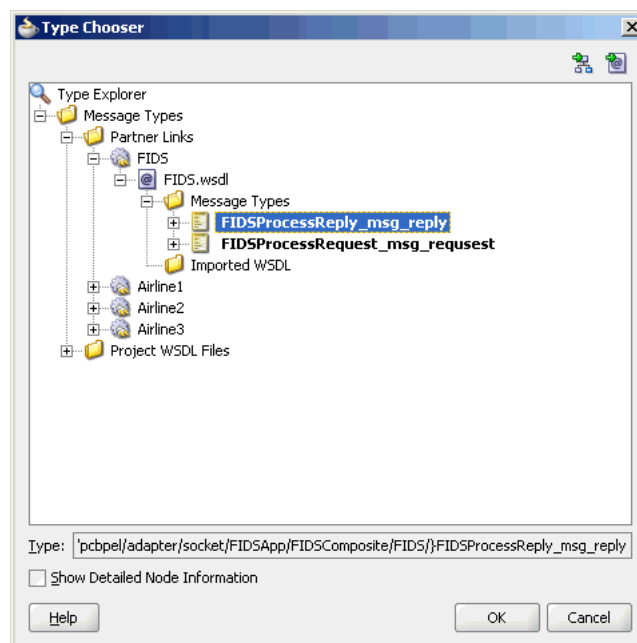 Type Chooser
Type Explorer
Message Types
Partner Links
FIDS
FIDS.wsdl
Message Types
FIDSProcessReply_msg_reply
FIDSProcessRequest_msg_requsest
Imported WSDL
Airline1
Airline2
Airline3
Project WSDL Files
Type: 'pcbpel/adapter/socket/FIDSApp/FIDSComposite/FIDS/}FIDSProcessReply_msg_reply
Show Detailed Node Information
Help OK Cancel